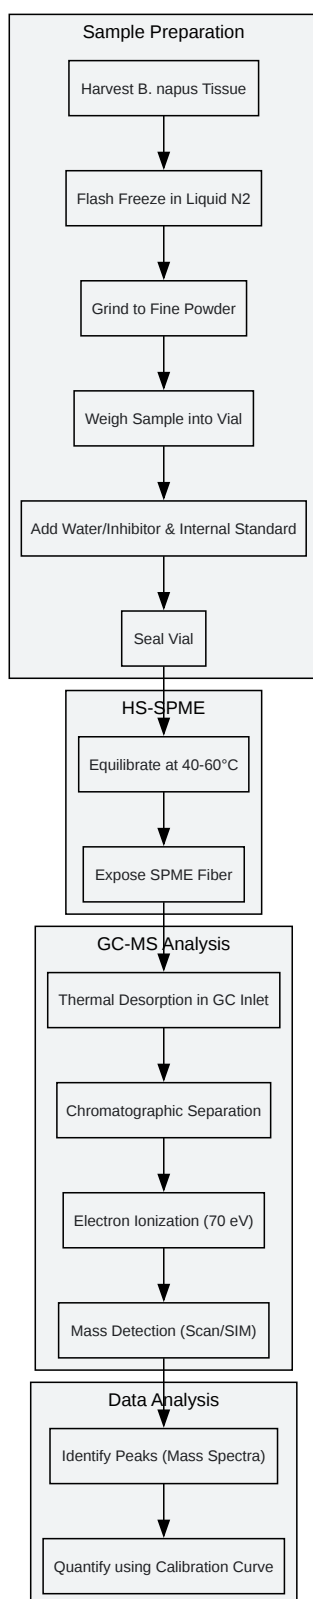 Sample Preparation
Harvest B. napus Tissue
Flash Freeze in Liquid N2
Grind to Fine Powder
Weigh Sample into Vial
Add Water/Inhibitor & Internal Standard
Seal Vial
HS-SPME
Equilibrate at 40-60°C
Expose SPME Fiber
GC-MS Analysis
Thermal Desorption in GC Inlet
Chromatographic Separation
Electron Ionization (70 eV)
Mass Detection (Scan/SIM)
Data Analysis
Identify Peaks (Mass Spectra)
Quantify using Calibration Curve